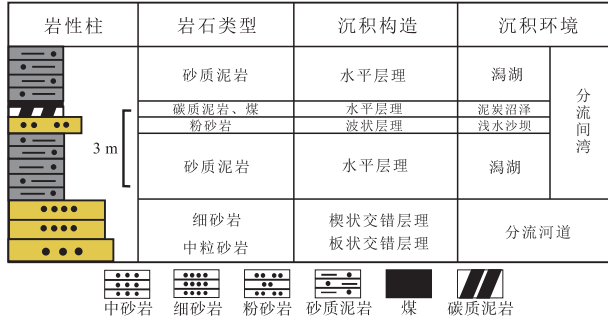 岩性柱 岩石类型 沉积构造 沉积环境
砂质泥岩 水平层理 潟湖
碳质泥岩、煤 水平层理 泥炭沼泽
粉砂岩 波状层理 浅水沙坝
3 m
砂质泥岩 水平层理 潟湖
分流间湾
细砂岩 楔状交错层理
分流河道
中粒砂岩 板状交错层理
中砂岩 细砂岩 粉砂岩 砂质泥岩 煤 碳质泥岩